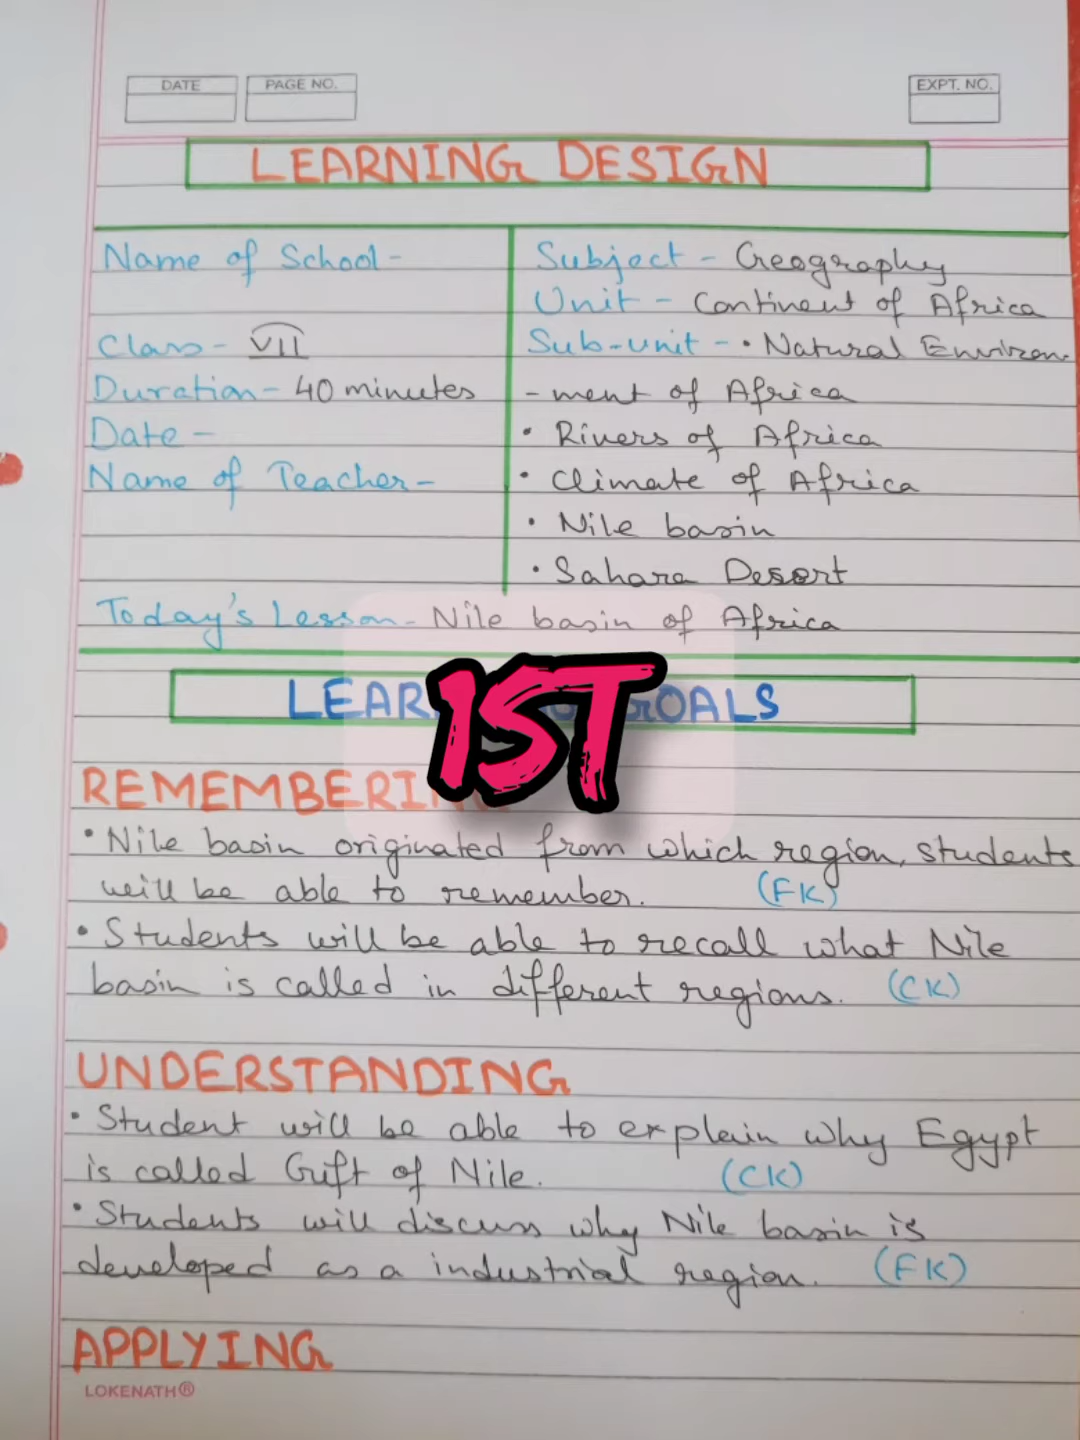 DATE
PAGE NO.
EXPT. NO.
LEARNING DESIGN
Name of School -
Class - VII
Duration - 40 minutes
Date -
Name of Teacher -
Subject - Geography
Unit - Continent of Africa
Sub-unit - • Natural Environ
- ment of Africa
• Rivers of Africa
• Climate of Africa
• Nile basin
• Sahara Desert
Today's Lesson - Nile basin of Africa
LEAR GOALS
1ST
REMEMBERING
• Nile basin originated from which region, students
will be able to remember. (FK)
• Students will be able to recall what Nile
basin is called in different regions. (CK)
UNDERSTANDING
• Student will be able to explain why Egypt
is called Gift of Nile. (CK)
• Students will discuss why Nile basin is
developed as a industrial region. (FK)
APPLYING
LOKENATH®